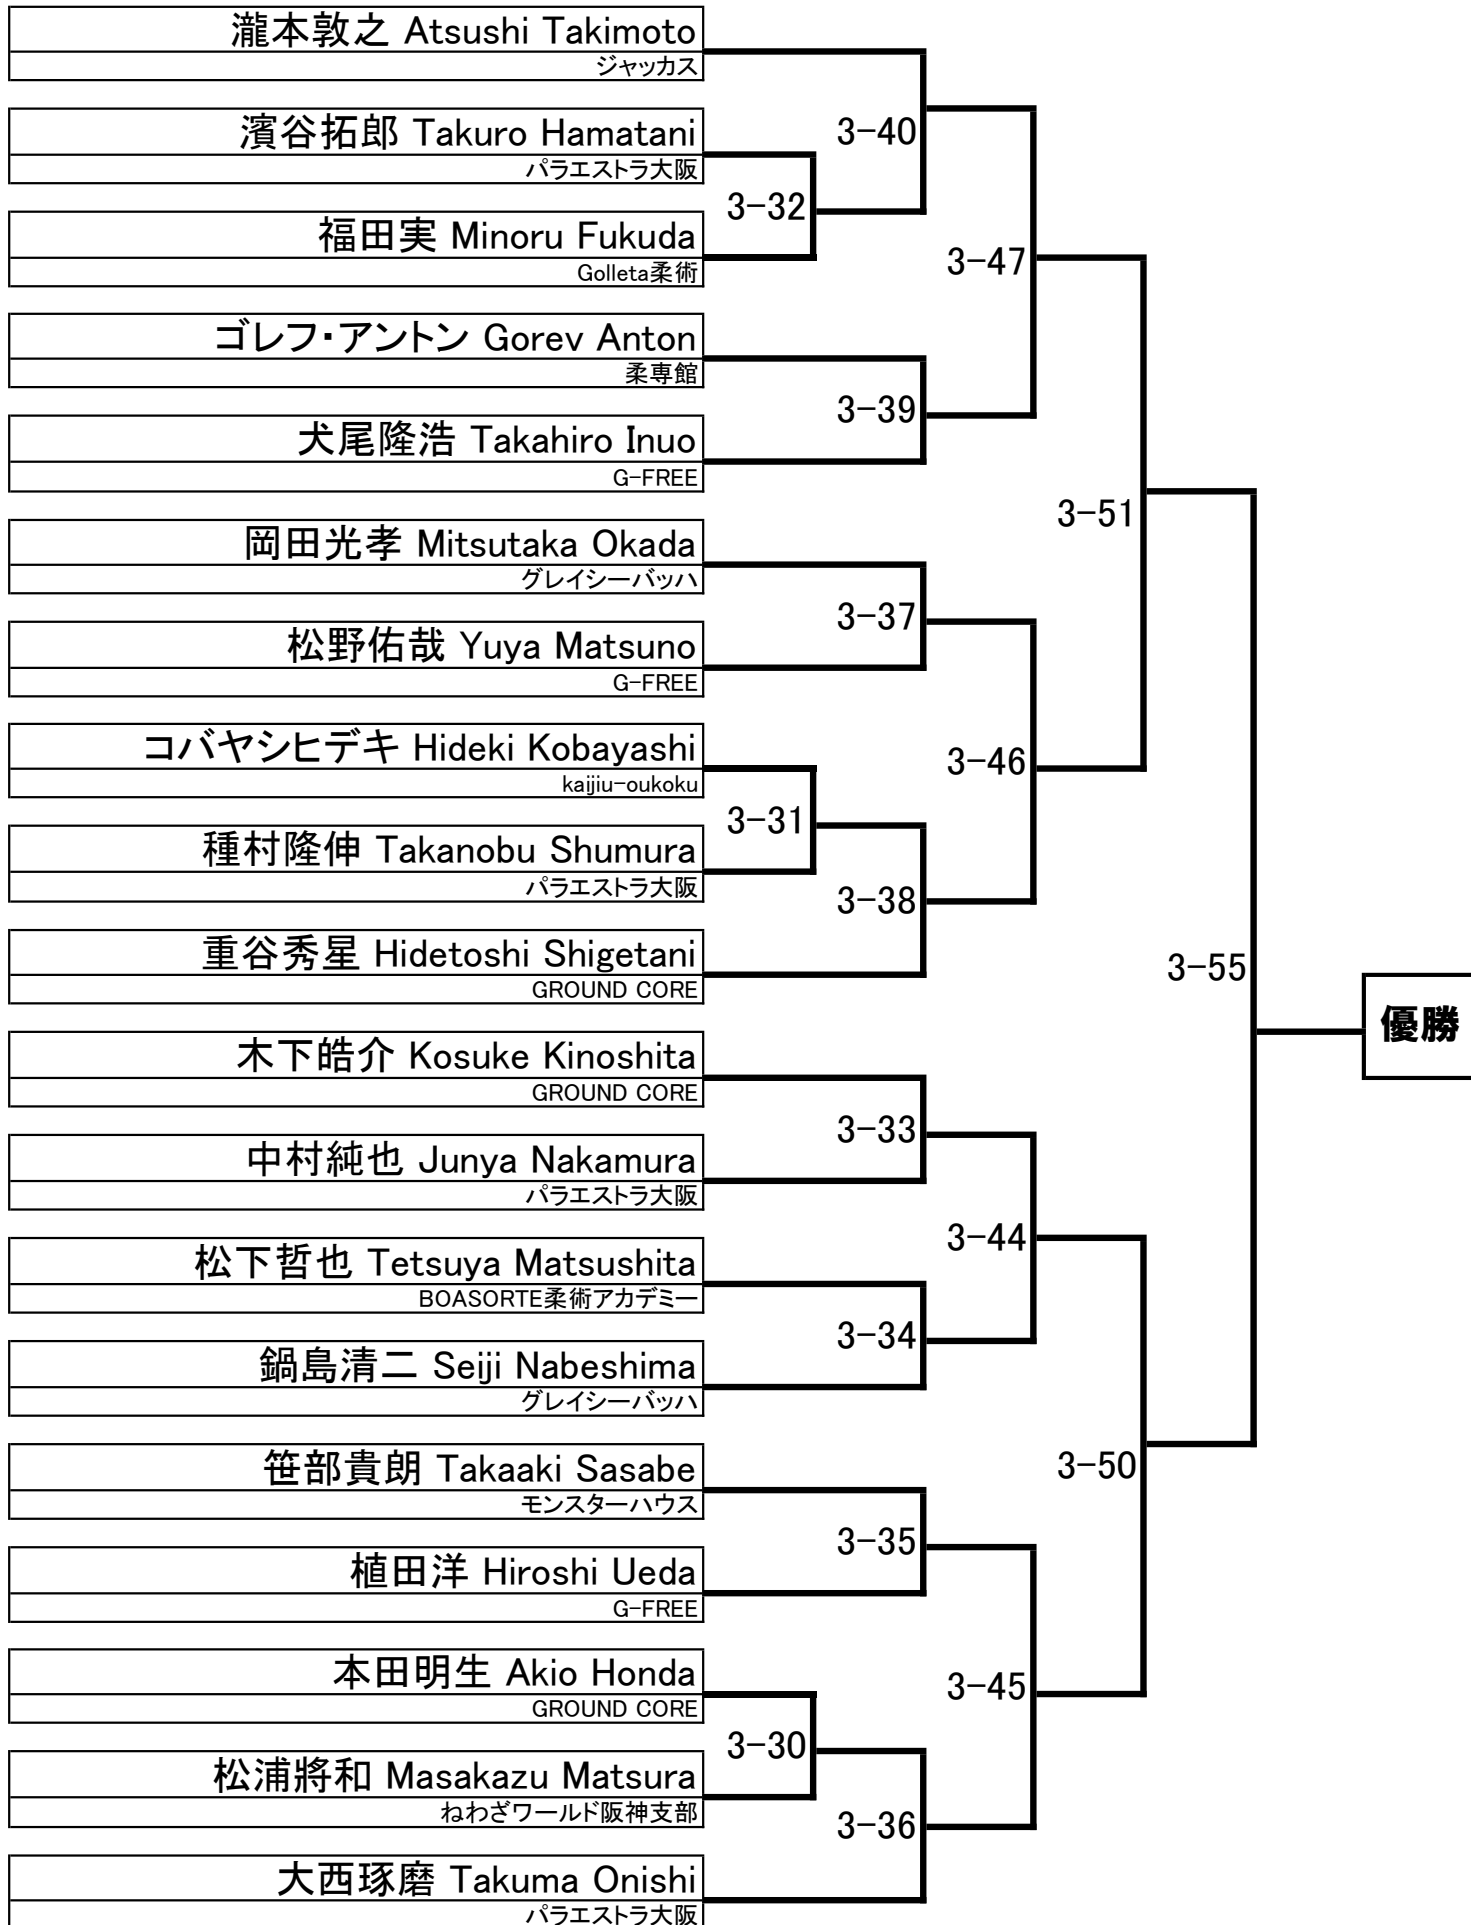 瀧本敦之 Atsushi Takimoto
ジャッカス
濱谷拓郎 Takuro Hamatani
パラエストラ大阪
3-40
3-32
福田実 Minoru Fukuda
Golleta柔術
3-47
ゴレフ・アントン Gorev Anton
柔専館
3-39
犬尾隆浩 Takahiro Inuo
G-FREE
3-51
岡田光孝 Mitsutaka Okada
グレイシーバッハ
3-37
松野佑哉 Yuya Matsuno
G-FREE
コバヤシヒデキ Hideki Kobayashi
kaijiu-oukoku
3-46
3-31
種村隆伸 Takanobu Shumura
パラエストラ大阪
3-38
重谷秀星 Hidetoshi Shigetani
GROUND CORE
3-55
優勝
木下皓介 Kosuke Kinoshita
GROUND CORE
3-33
中村純也 Junya Nakamura
パラエストラ大阪
3-44
松下哲也 Tetsuya Matsushita
BOASORTE柔術アカデミー
3-34
鍋島清二 Seiji Nabeshima
グレイシーバッハ
笹部貴朗 Takaaki Sasabe
モンスターハウス
3-50
3-35
植田洋 Hiroshi Ueda
G-FREE
本田明生 Akio Honda
GROUND CORE
3-45
3-30
松浦將和 Masakazu Matsura
ねわざワールド阪神支部
3-36
大西琢磨 Takuma Onishi
パラエストラ大阪